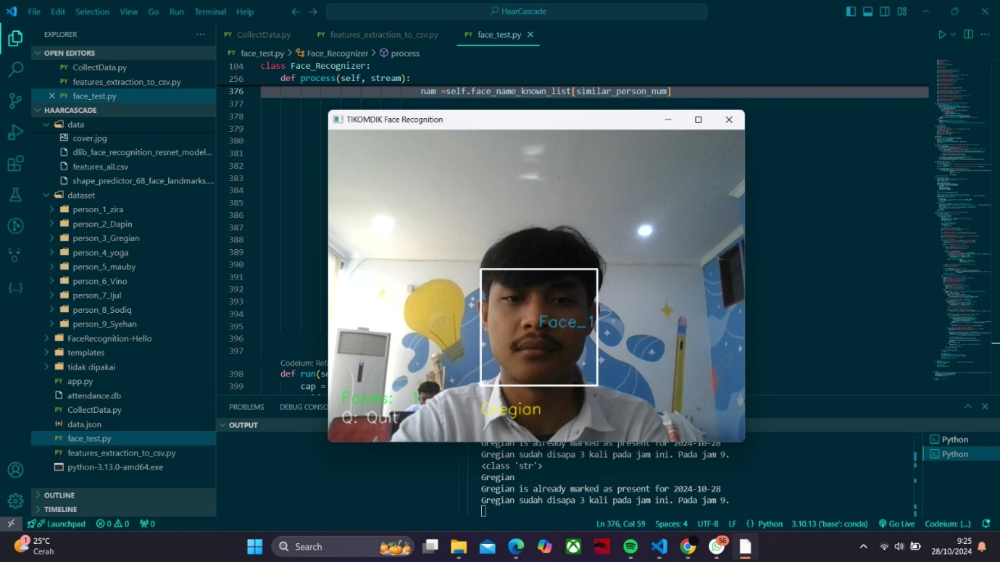 File Edit Selection View Go Run Terminal Help
HaarCascade
EXPLORER
CollectData.py
features_extraction_to_csv.py
face_test.py
OPEN EDITORS
face_test.py > Face_Recognizer > process
CollectData.py
104 class Face_Recognizer:
features_extraction_to_csv.py
256 def process(self, stream):
face_test.py
376 nam =self.face_name_known_list[similar_person_num]
HAARCASCADE
data
cover.jpg
dlib_face_recognition_resnet_model...
features_all.csv
shape_predictor_68_face_landmarks....
dataset
person_1_zira
person_2_Dapin
person_3_Gregian
person_4_yoga
person_5_mauby
person_6_Vino
person_7_Ijul
person_8_Sodiq
person_9_Syehan
FaceRecognition-Hello
templates
tidak dipakai
app.py
attendance.db
CollectData.py
data.json
face_test.py
features_extraction_to_csv.py
python-3.13.0-amd64.exe
OUTLINE
TIMELINE
377
378
379
380
381
382
383
384
385
386
387
388
389
390
391
392
393
394
395
396
397
Codeium: Refa
398 def run(se
399 cap =
TIKOMDIK Face Recognition
Face_1
Faces: 1
Q: Quit
Gregian
PROBLEMS DEBUG CONSO
OUTPUT
Gregian is already marked as present for 2024-10-28
Gregian sudah disapa 3 kali pada jam ini. Pada jam 9.
<class 'str'>
Gregian
Gregian is already marked as present for 2024-10-28
Gregian sudah disapa 3 kali pada jam ini. Pada jam 9.
Python
Python
Launchpad 0 0 0
Ln 376, Col 59 Spaces: 4 UTF-8 LF {} Python 3.10.13 ('base': conda) Go Live Codeium: {...}
1
25°C
Cerah
Search
56
9:25
28/10/2024